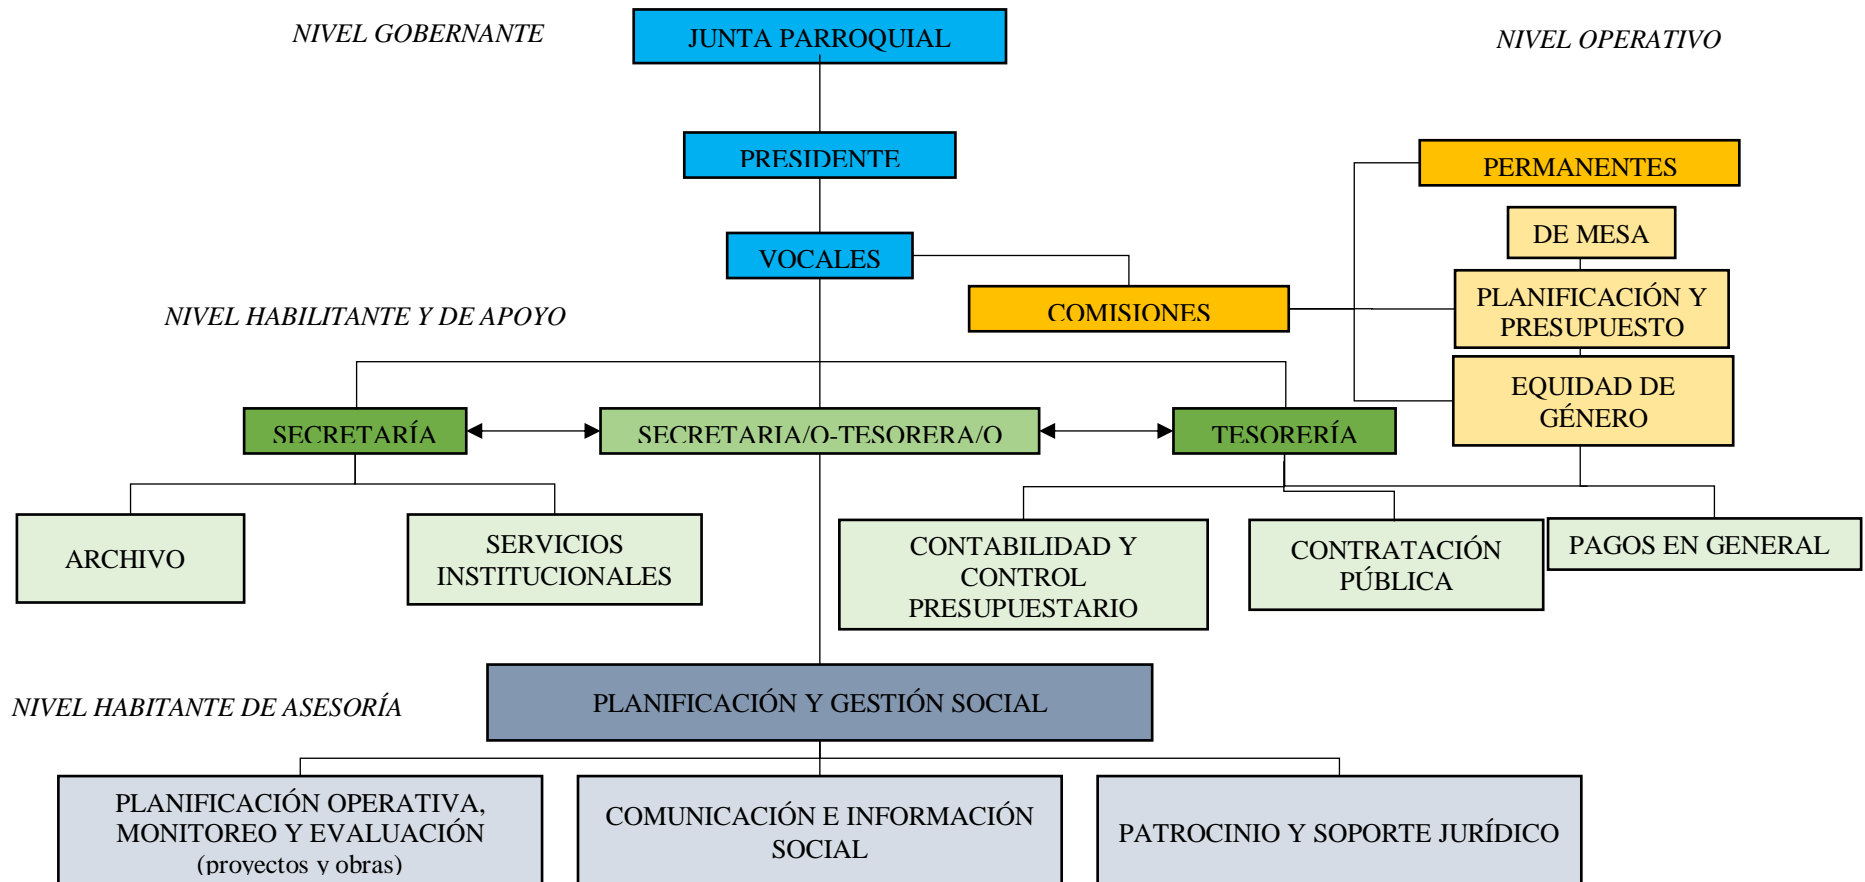 NIVEL GOBERNANTE
JUNTA PARROQUIAL
NIVEL OPERATIVO
PRESIDENTE
PERMANENTES
VOCALES
DE MESA
COMISIONES
PLANIFICACIÓN Y
PRESUPUESTO
NIVEL HABILITANTE Y DE APOYO
EQUIDAD DE
GÉNERO
SECRETARÍA
SECRETARIA/O-TESORERA/O
TESORERÍA
ARCHIVO
SERVICIOS
INSTITUCIONALES
CONTABILIDAD Y
CONTROL
PRESUPUESTARIO
CONTRATACIÓN
PÚBLICA
PAGOS EN GENERAL
NIVEL HABITANTE DE ASESORÍA
PLANIFICACIÓN Y GESTIÓN SOCIAL
PLANIFICACIÓN OPERATIVA,
MONITOREO Y EVALUACIÓN
(proyectos y obras)
COMUNICACIÓN E INFORMACIÓN
SOCIAL
PATROCINIO Y SOPORTE JURÍDICO